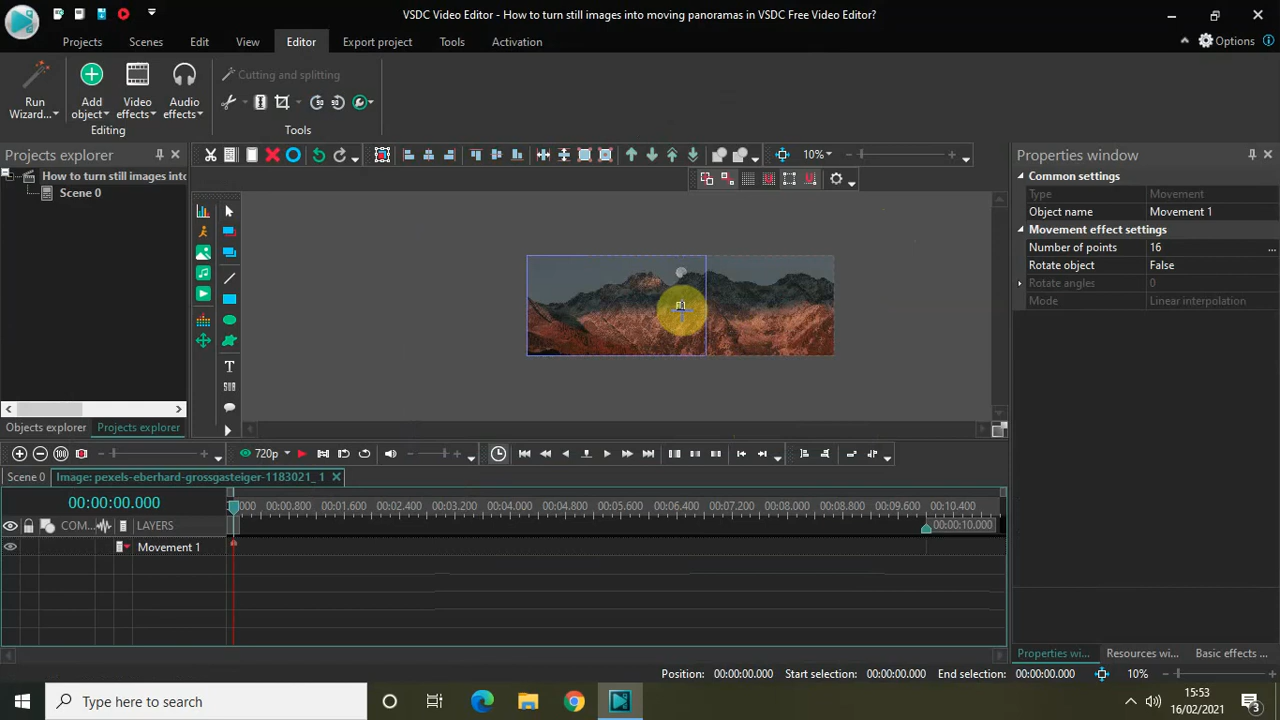 VSDC Video Editor - How to turn still images into moving panoramas in VSDC Free Video Editor?
Projects Scenes Edit View Editor Export project Tools Activation Options
Run Wizard...
Add object
Video effects
Audio effects
Cutting and splitting
Editing
Tools
Projects explorer
10%
Properties window
How to turn still images into
Scene 0
Common settings
Type Movement
Object name Movement 1
Movement effect settings
Number of points 16 ...
Rotate object False
Rotate angles 0
Mode Linear interpolation
T
SUB
Objects explorer Projects explorer
720p
Scene 0 Image: pexels-eberhard-grossgasteiger-1183021_ 1
00:00:00.000
.000 00:00.800 00:01.600 00:02.400 00:03.200 00:04.000 00:04.800 00:05.600 00:06.400 00:07.200 00:08.000 00:08.800 00:09.600 00:10.400
COM... LAYERS
00:00:10.000
Movement 1
Properties wi... Resources wi... Basic effects ...
Position: 00:00:00.000 Start selection: 00:00:00.000 End selection: 00:00:00.000 10%
Type here to search
15:53
16/02/2021
3